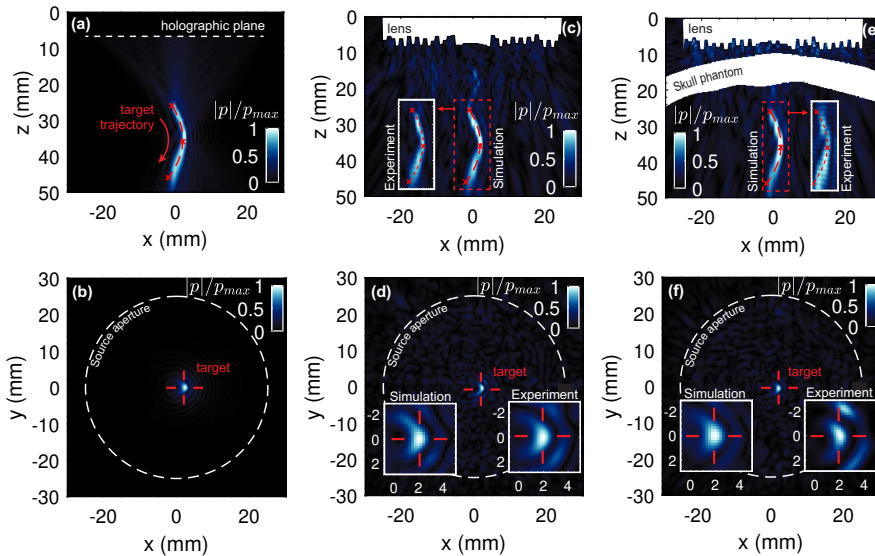 (a)
holographic plane
target
trajectory
|p|/p_max
1
0.5
0
0
10
20
30
40
50
z (mm)
-20
0
20
x (mm)
(c)
lens
Experiment
Simulation
|p|/p_max
1
0.5
0
0
10
20
30
40
50
z (mm)
-20
0
20
x (mm)
(e)
lens
Skull phantom
|p|/p_max
1
0.5
0
Simulation
Experiment
0
10
20
30
40
50
z (mm)
-20
0
20
x (mm)
(b)
|p|/p_max
1
0.5
0
Source aperture
target
30
20
10
0
-10
-20
-30
y (mm)
-20
0
20
x (mm)
(d)
|p|/p_max
1
0.5
0
Source aperture
target
Simulation
Experiment
-2
0
2
0 2 4
-2
0
2
0 2 4
30
20
10
0
-10
-20
-30
y (mm)
-20
0
20
x (mm)
(f)
|p|/p_max
1
0.5
0
Source aperture
target
Simulation
Experiment
-2
0
2
0 2 4
-2
0
2
0 2 4
30
20
10
0
-10
-20
-30
y (mm)
-20
0
20
x (mm)